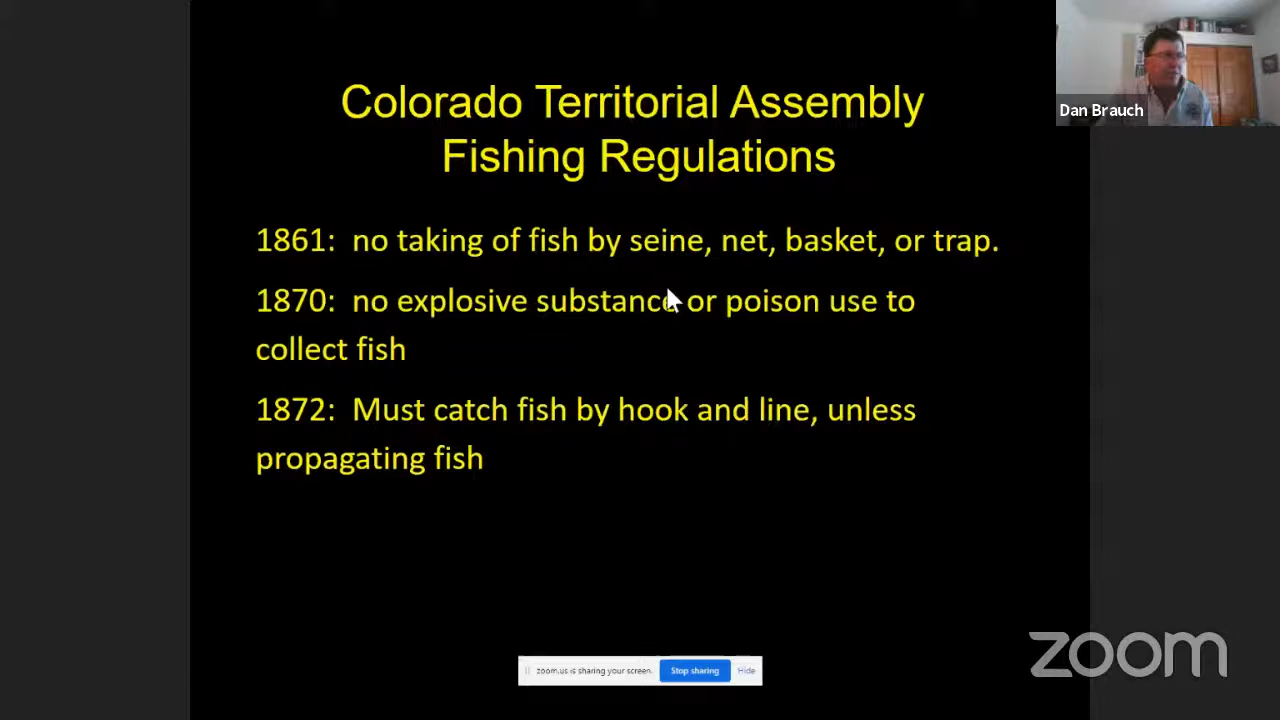 Colorado Territorial Assembly
Fishing Regulations
Dan Brauch
1861:  no taking of fish by seine, net, basket, or trap.
1870:  no explosive substance or poison use to
collect fish
1872:  Must catch fish by hook and line, unless
propagating fish
zoom
zoom.us is sharing your screen. Stop sharing Hide